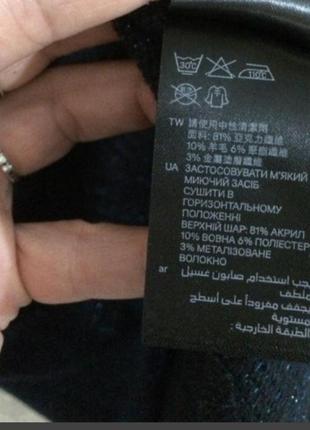 30°C
110°C
TW 請使用中性清潔劑
面料: 81% 亞克力纖維
10% 羊毛 6% 聚酯纖維
3% 金屬塗層纖維
UA ЗАСТОСОВУВАТИ М'ЯКИЙ
МИЮЧИЙ ЗАСІБ
СУШИТИ В
ГОРИЗОНТАЛЬНОМУ
ПОЛОЖЕННІ
ВЕРХНІЙ ШАР: 81% АКРИЛ
10% ВОВНА 6% ПОЛІЕСТЕР
3% МЕТАЛІЗОВАНЕ
ВОЛОКНО
ar يجب استخدام صابون غسيل
ملطف
يجفف مفروداً على أسطح
مستوية
الطبقة الخارجية: